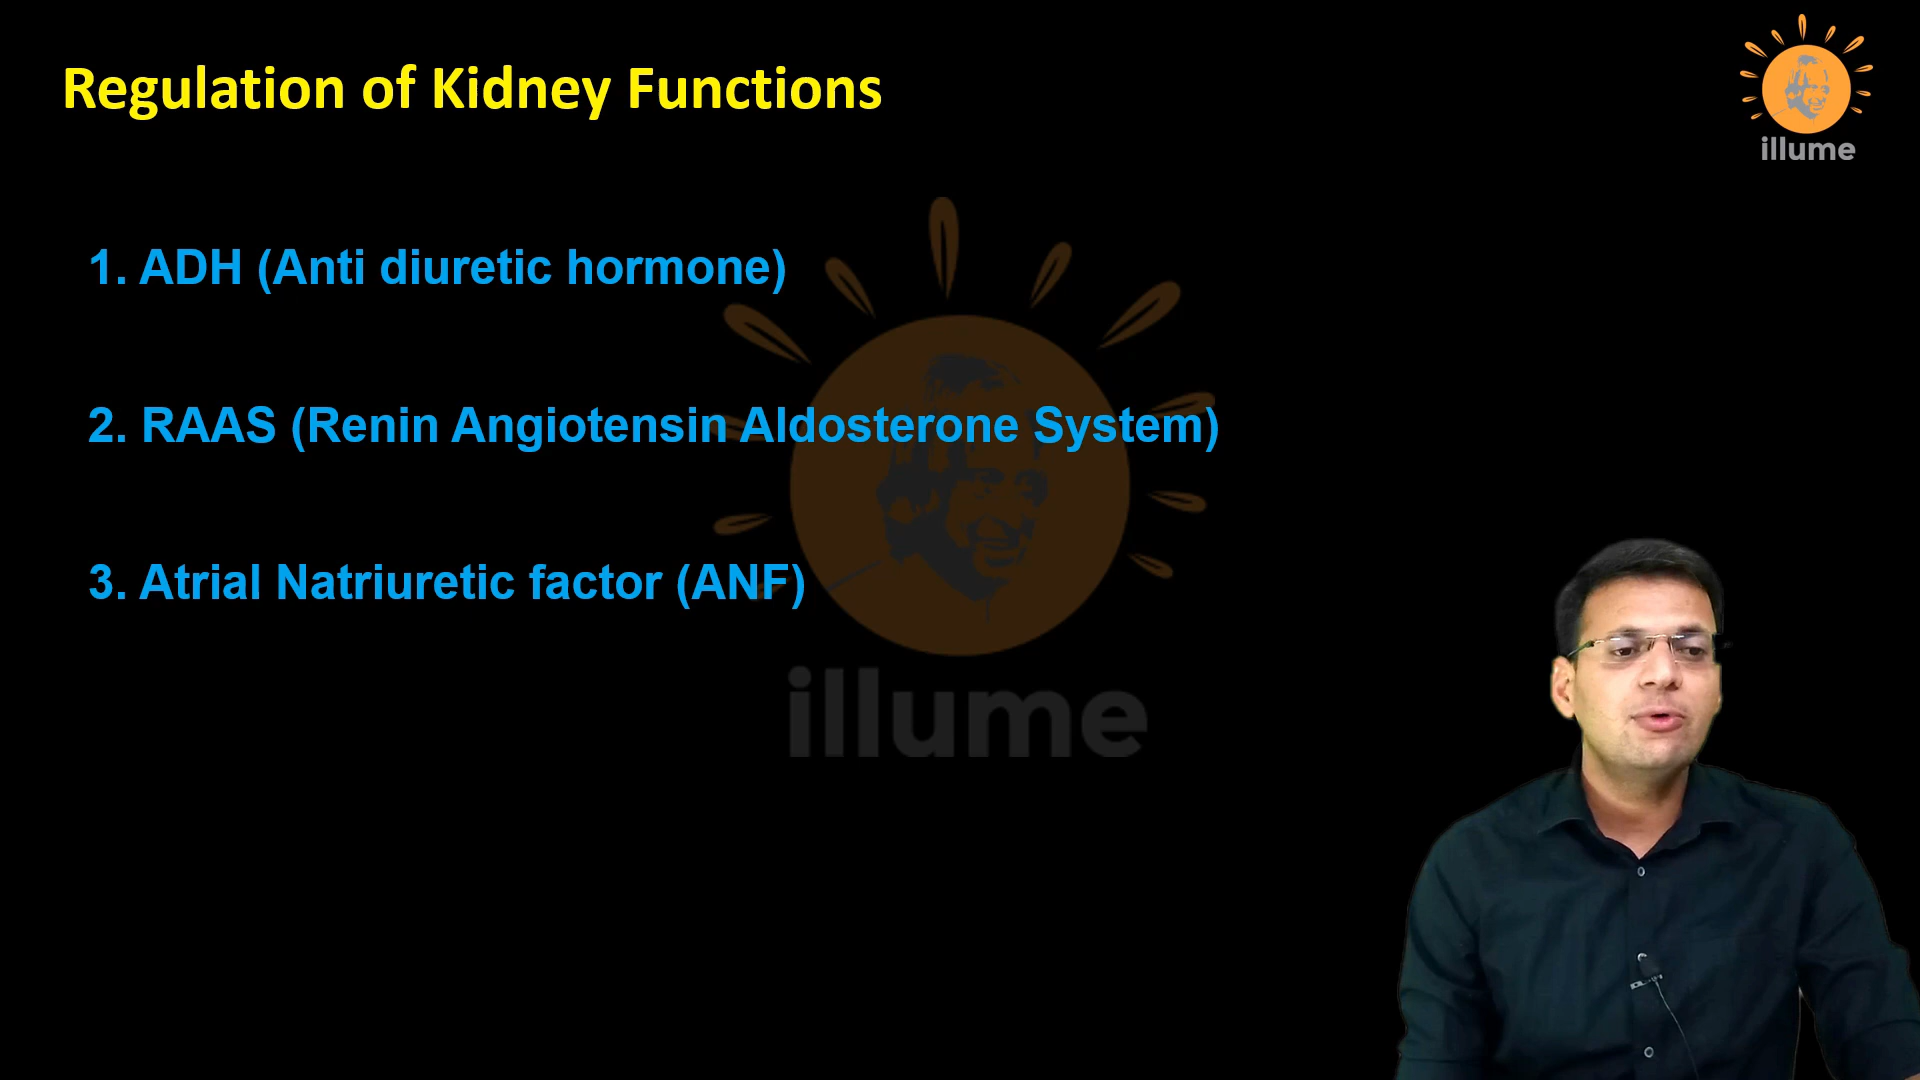 Regulation of Kidney Functions
illume
1. ADH (Anti diuretic hormone)
2. RAAS (Renin Angiotensin Aldosterone System)
3. Atrial Natriuretic factor (ANF)
illume